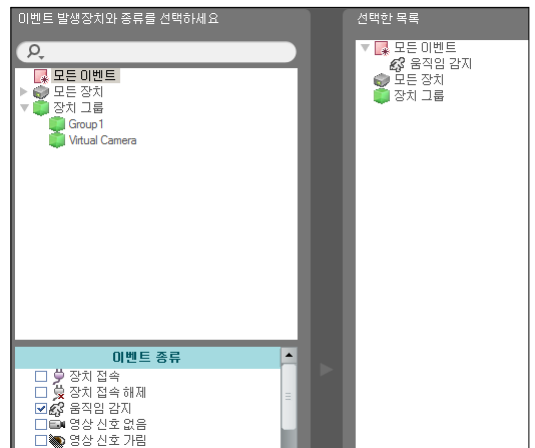 이벤트 발생장치와 종류를 선택하세요
모든 이벤트
모든 장치
장치 그룹
Group1
Virtual Camera
이벤트 종류
장치 접속
장치 접속 해제
움직임 감지
영상 신호 없음
영상 신호 가림
선택한 목록
모든 이벤트
움직임 감지
모든 장치
장치 그룹